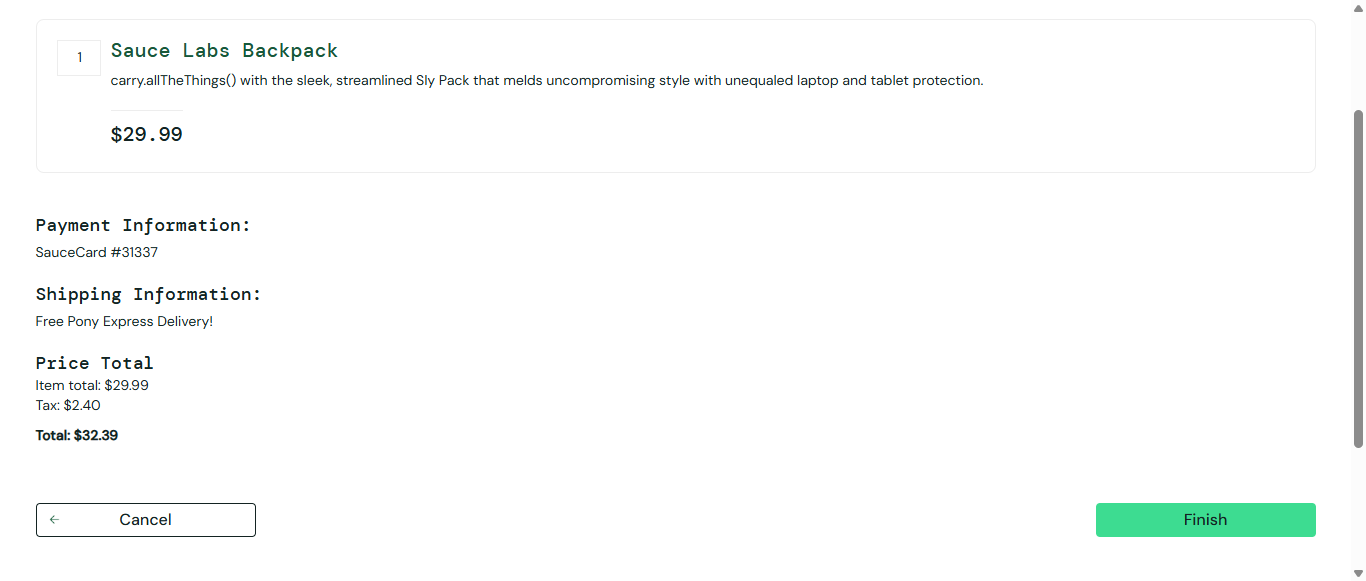 1
Sauce Labs Backpack
carry.allTheThings() with the sleek, streamlined Sly Pack that melds uncompromising style with unequaled laptop and tablet protection.
$29.99
Payment Information:
SauceCard #31337
Shipping Information:
Free Pony Express Delivery!
Price Total
Item total: $29.99
Tax: $2.40
Total: $32.39
Cancel
Finish